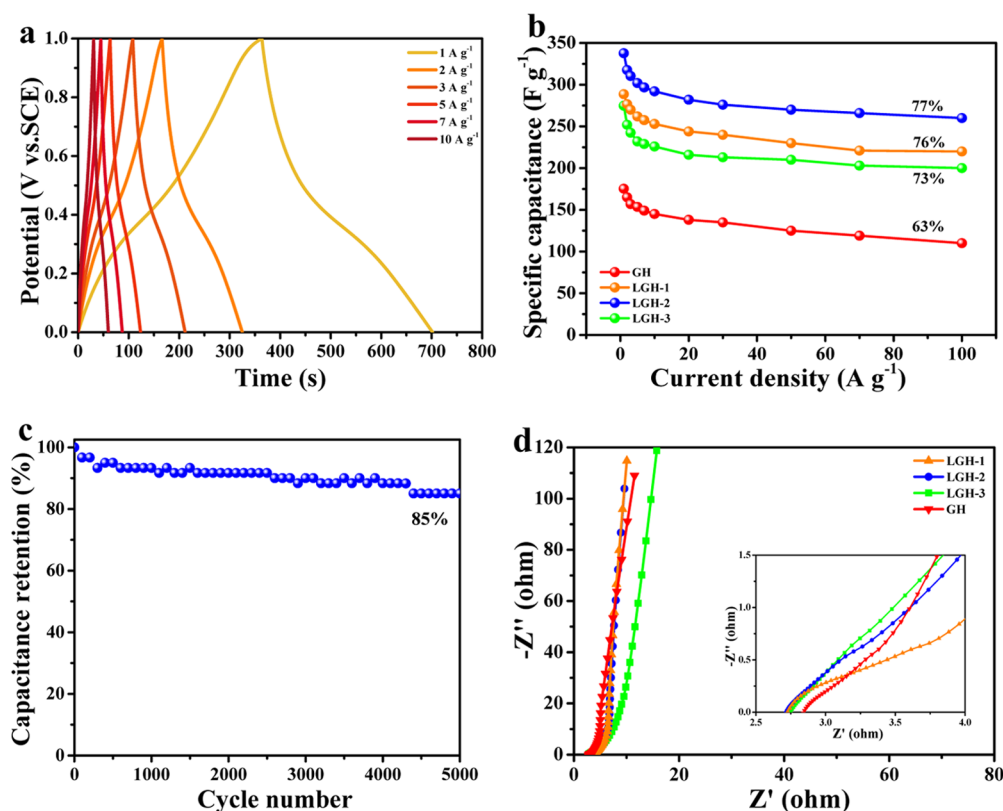 a
Potential (V vs.SCE)
1.0
0.8
0.6
0.4
0.2
0.0
0 100 200 300 400 500 600 700 800
Time (s)
1 A g⁻¹
2 A g⁻¹
3 A g⁻¹
5 A g⁻¹
7 A g⁻¹
10 A g⁻¹
b
Specific capacitance (F g⁻¹)
350
300
250
200
150
100
50
0
0 20 40 60 80 100
Current density (A g⁻¹)
77%
76%
73%
63%
GH
LGH-1
LGH-2
LGH-3
c
Capacitance retention (%)
100
80
60
40
20
0
0 1000 2000 3000 4000 5000
Cycle number
85%
d
-Z'' (ohm)
120
100
80
60
40
20
0
0 20 40 60 80
Z' (ohm)
LGH-1
LGH-2
LGH-3
GH
-Z'' (ohm)
1.5
1.0
0.5
0.0
2.5 3.0 3.5 4.0
Z' (ohm)